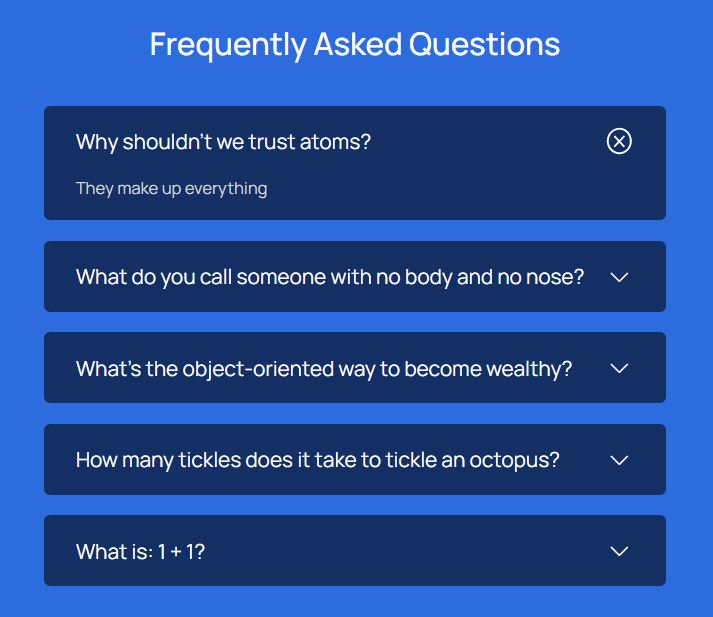 Frequently Asked Questions
Why shouldn't we trust atoms?
They make up everything
What do you call someone with no body and no nose?
What's the object-oriented way to become wealthy?
How many tickles does it take to tickle an octopus?
What is: 1 + 1?